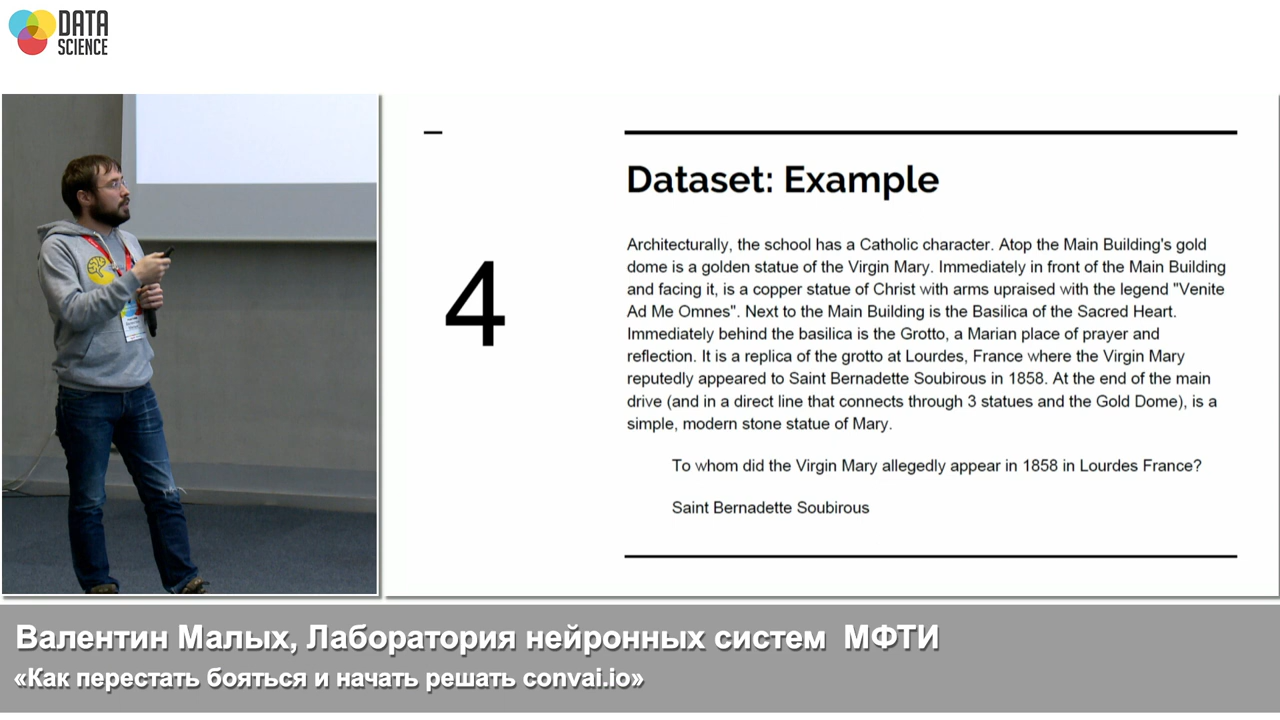 DATA
SCIENCE
4
Dataset: Example
Architecturally, the school has a Catholic character. Atop the Main Building's gold
dome is a golden statue of the Virgin Mary. Immediately in front of the Main Building
and facing it, is a copper statue of Christ with arms upraised with the legend "Venite
Ad Me Omnes". Next to the Main Building is the Basilica of the Sacred Heart.
Immediately behind the basilica is the Grotto, a Marian place of prayer and
reflection. It is a replica of the grotto at Lourdes, France where the Virgin Mary
reputedly appeared to Saint Bernadette Soubirous in 1858. At the end of the main
drive (and in a direct line that connects through 3 statues and the Gold Dome), is a
simple, modern stone statue of Mary.
To whom did the Virgin Mary allegedly appear in 1858 in Lourdes France?
Saint Bernadette Soubirous
Валентин Малых, Лаборатория нейронных систем МФТИ
«Как перестать бояться и начать решать convai.io»